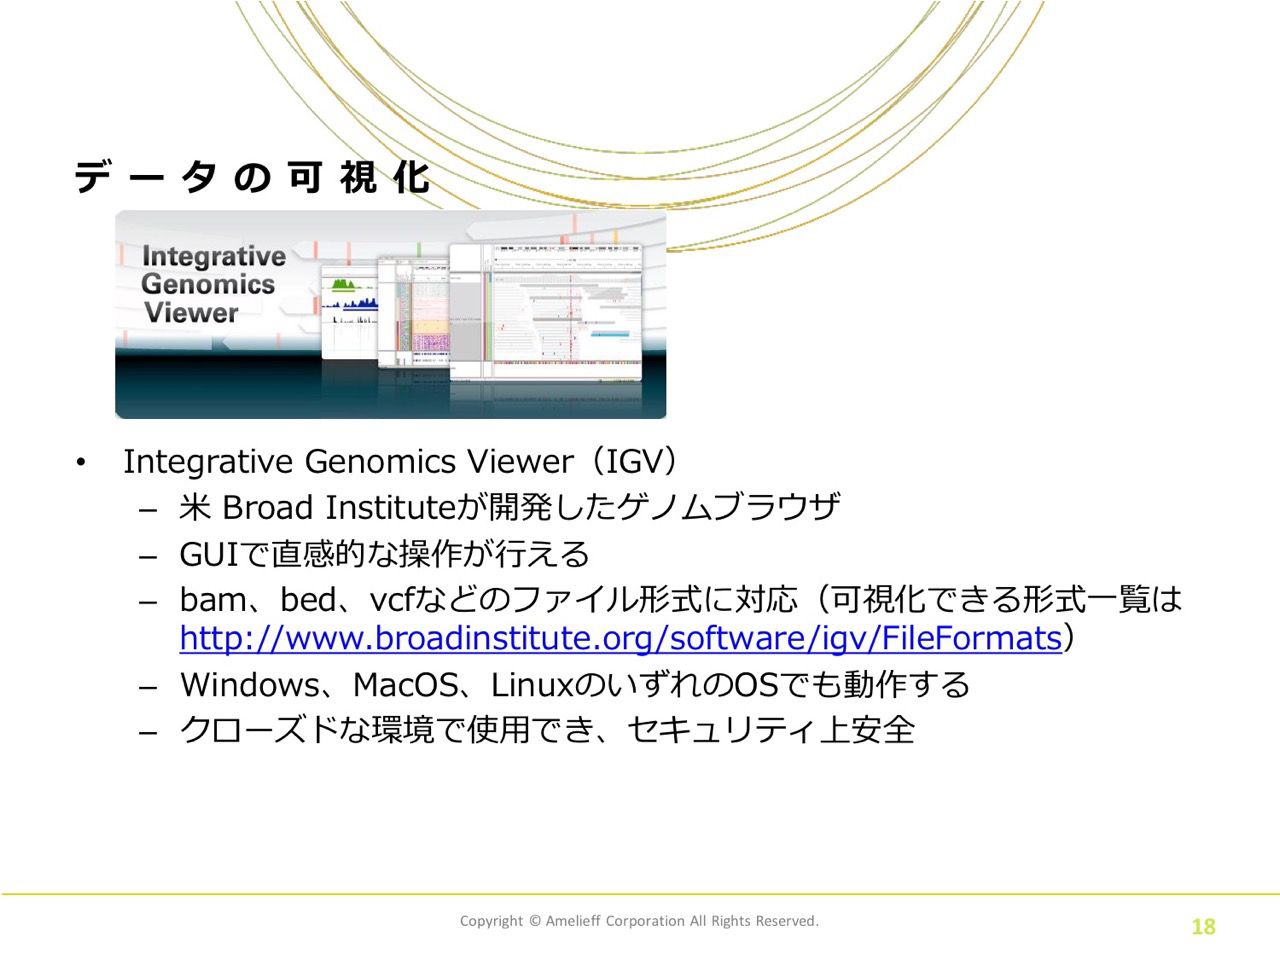 データの可視化
Integrative
Genomics
Viewer
• Integrative Genomics Viewer（IGV）
– 米 Broad Instituteが開発したゲノムブラウザ
– GUIで直感的な操作が行える
– bam、bed、vcfなどのファイル形式に対応（可視化できる形式一覧は
http://www.broadinstitute.org/software/igv/FileFormats）
– Windows、MacOS、LinuxのいずれのOSでも動作する
– クローズドな環境で使用でき、セキュリティ上安全
Copyright © Amelieff Corporation All Rights Reserved.
18